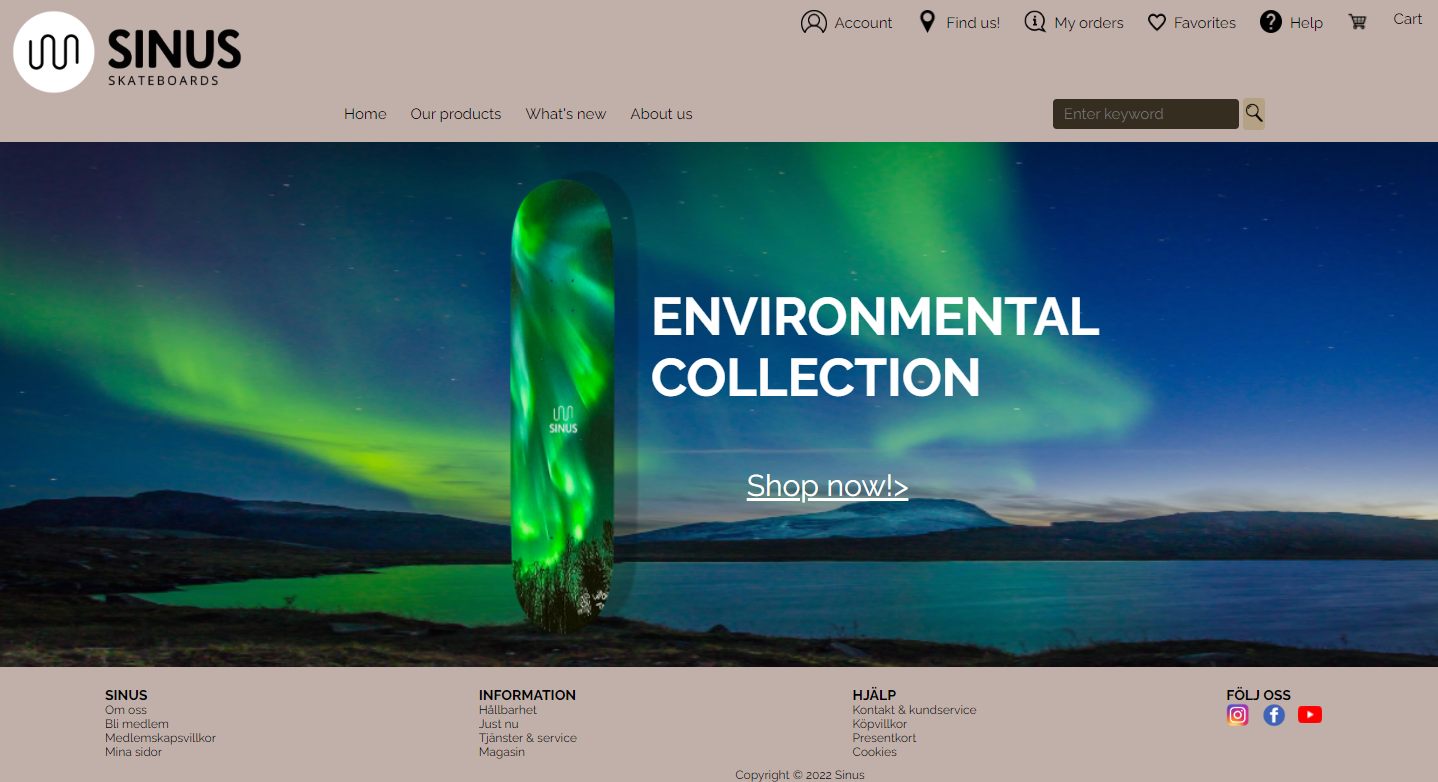 SINUS
SKATEBOARDS
Account
Find us!
My orders
Favorites
Help
Cart
Home
Our products
What's new
About us
Enter keyword
ENVIRONMENTAL
COLLECTION
SINUS
Shop now!>
SINUS
Om oss
Bli medlem
Medlemskapsvillkor
Mina sidor
INFORMATION
Hållbarhet
Just nu
Tjänster & service
Magasin
HJÄLP
Kontakt & kundservice
Köpvillkor
Presentkort
Cookies
FÖLJ OSS
Copyright © 2022 Sinus